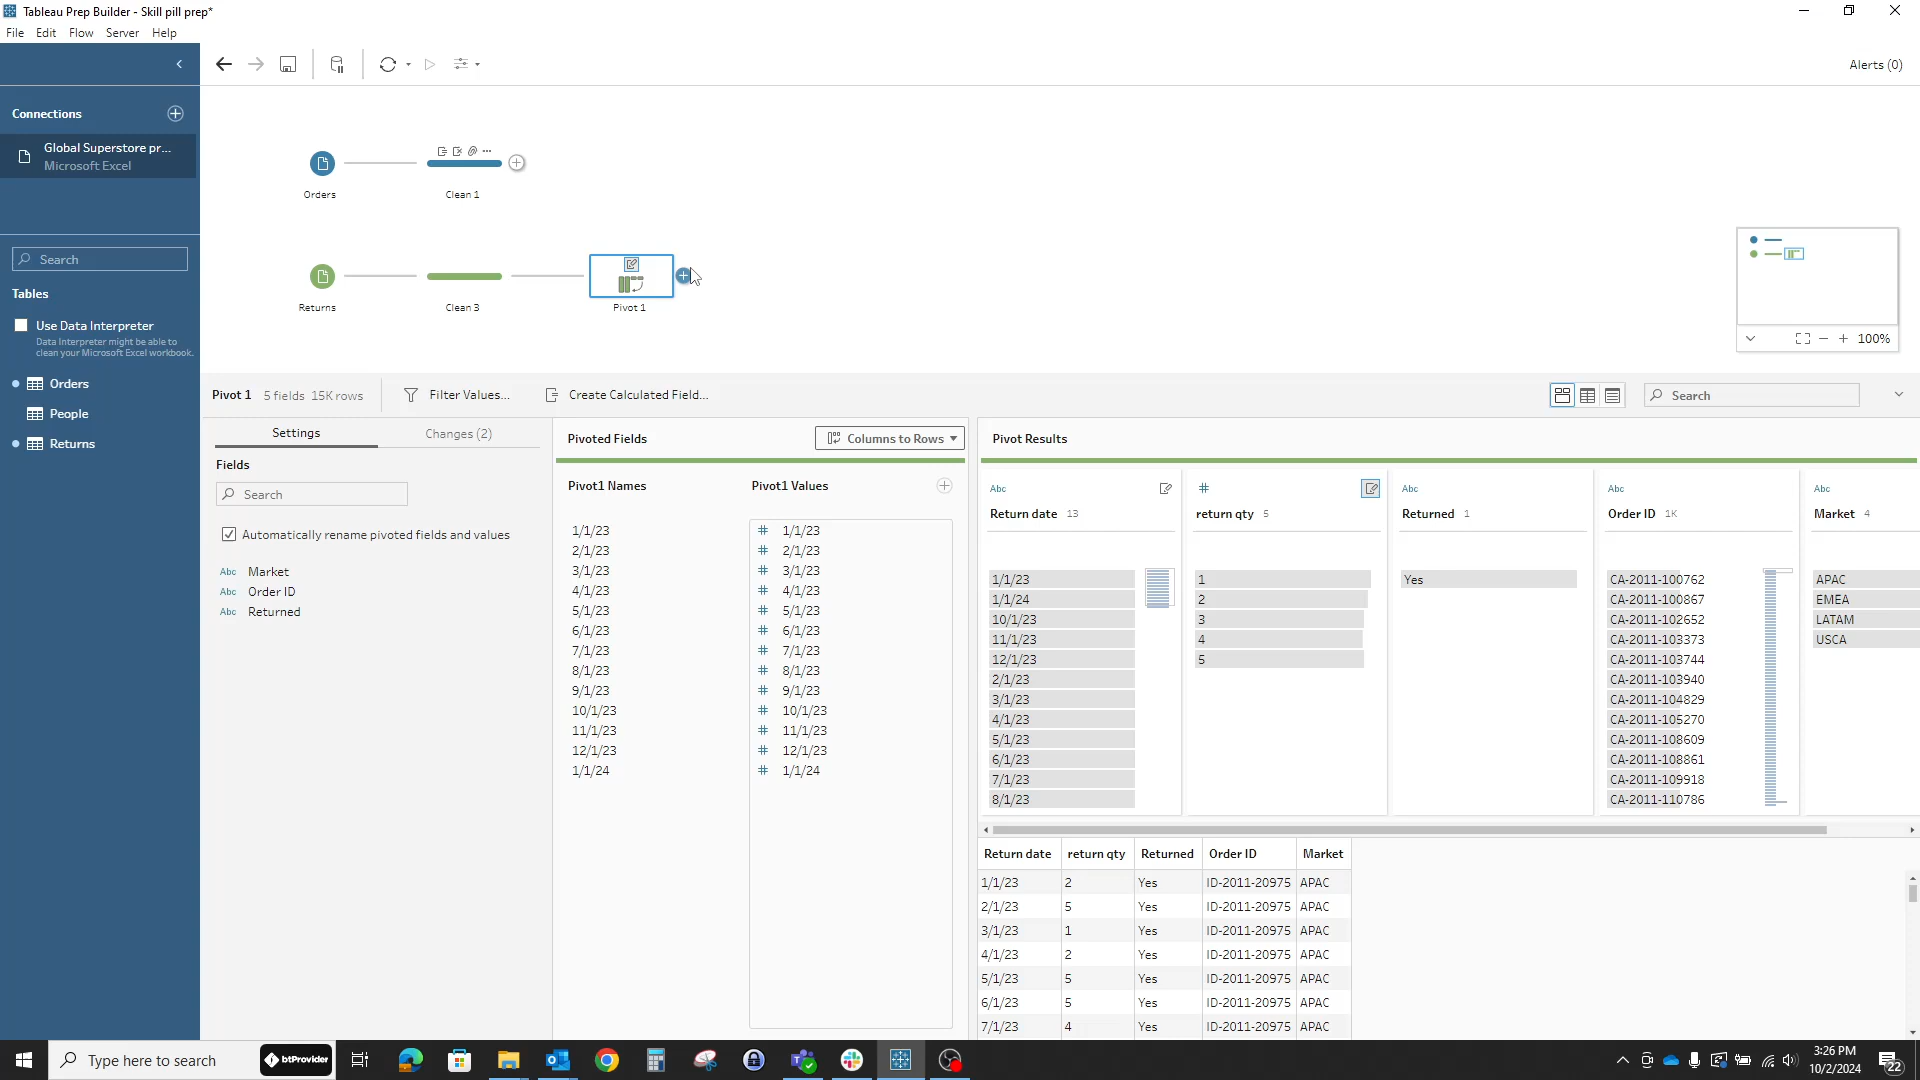 Tableau Prep Builder - Skill pill prep*
File Edit Flow Server Help
Alerts (0)
Connections
Global Superstore pr...
Microsoft Excel
Search
Tables
Use Data Interpreter
Data Interpreter might be able to
clean your Microsoft Excel workbook.
Orders
People
Returns
Orders
Clean 1
Returns
Clean 3
Pivot 1
100%
Pivot 1 5 fields 15K rows
Filter Values...
Create Calculated Field...
Search
Settings
Changes (2)
Fields
Search
Automatically rename pivoted fields and values
Abc Market
Abc Order ID
Abc Returned
Pivoted Fields
Columns to Rows
Pivot1 Names Pivot1 Values
1/1/23 # 1/1/23
2/1/23 # 2/1/23
3/1/23 # 3/1/23
4/1/23 # 4/1/23
5/1/23 # 5/1/23
6/1/23 # 6/1/23
7/1/23 # 7/1/23
8/1/23 # 8/1/23
9/1/23 # 9/1/23
10/1/23 # 10/1/23
11/1/23 # 11/1/23
12/1/23 # 12/1/23
1/1/24 # 1/1/24
Pivot Results
Abc
Return date 13
1/1/23
1/1/24
10/1/23
11/1/23
12/1/23
2/1/23
3/1/23
4/1/23
5/1/23
6/1/23
7/1/23
8/1/23
#
return qty 5
1
2
3
4
5
Abc
Returned 1
Yes
Abc
Order ID 1K
CA-2011-100762
CA-2011-100867
CA-2011-102652
CA-2011-103373
CA-2011-103744
CA-2011-103940
CA-2011-104829
CA-2011-105270
CA-2011-108609
CA-2011-108861
CA-2011-109918
CA-2011-110786
Abc
Market 4
APAC
EMEA
LATAM
USCA
Return date return qty Returned Order ID Market
1/1/23 2 Yes ID-2011-20975 APAC
2/1/23 5 Yes ID-2011-20975 APAC
3/1/23 1 Yes ID-2011-20975 APAC
4/1/23 2 Yes ID-2011-20975 APAC
5/1/23 5 Yes ID-2011-20975 APAC
6/1/23 5 Yes ID-2011-20975 APAC
7/1/23 4 Yes ID-2011-20975 APAC
Type here to search
btProvider
3:26 PM
10/2/2024
22